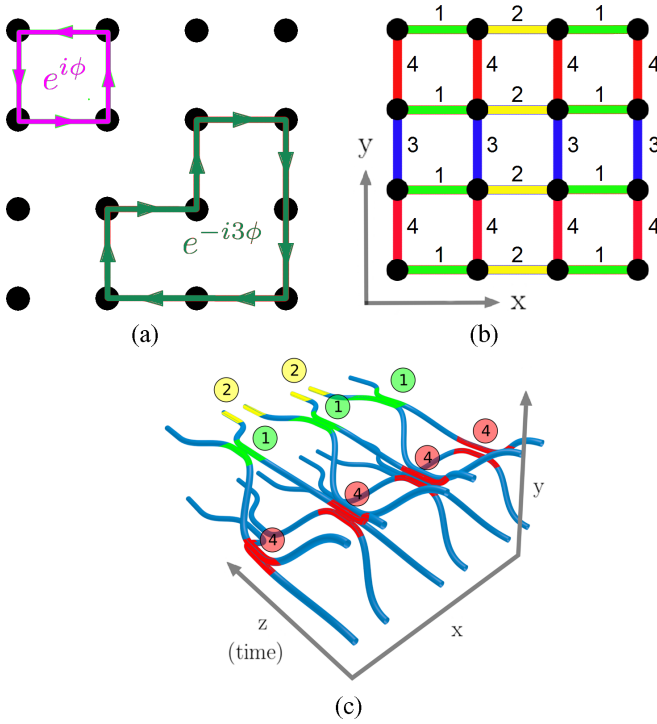 e^{iϕ}
e^{-i3ϕ}
(a)
1 2 1
4 4 4 4
1 2 1
y 3 3 3 3
1 2 1
4 4 4 4
1 2 1
x
(b)
2 2 1
1 1 4
4
4
4
y
z
(time)
x
(c)